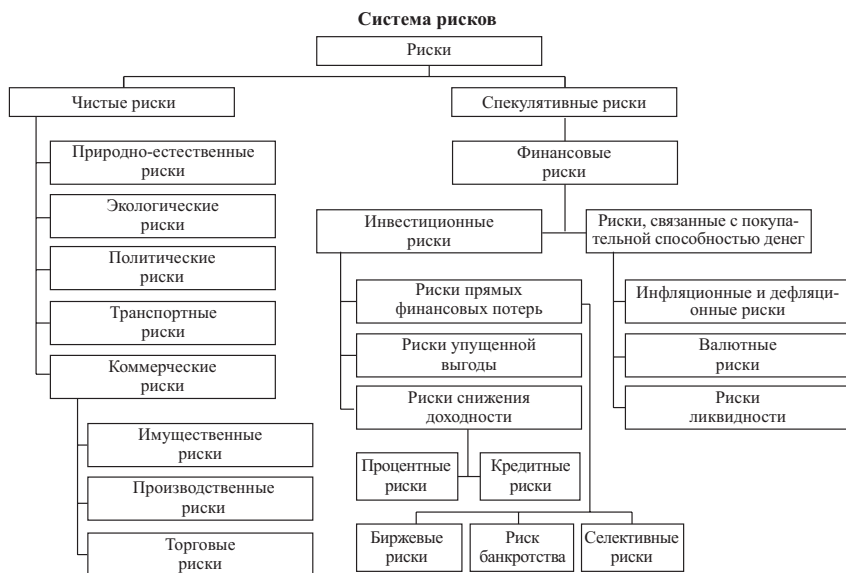 Система рисков
Риски
Чистые риски
Спекулятивные риски
Природно-естественные
риски
Экологические
риски
Политические
риски
Транспортные
риски
Коммерческие
риски
Имущественные
риски
Производственные
риски
Торговые
риски
Финансовые
риски
Инвестиционные
риски
Риски, связанные с покупа-
тельной способностью денег
Риски прямых
финансовых потерь
Риски упущенной
выгоды
Риски снижения
доходности
Процентные
риски
Кредитные
риски
Биржевые
риски
Риск
банкротства
Селективные
риски
Инфляционные и дефляци-
онные риски
Валютные
риски
Риски
ликвидности